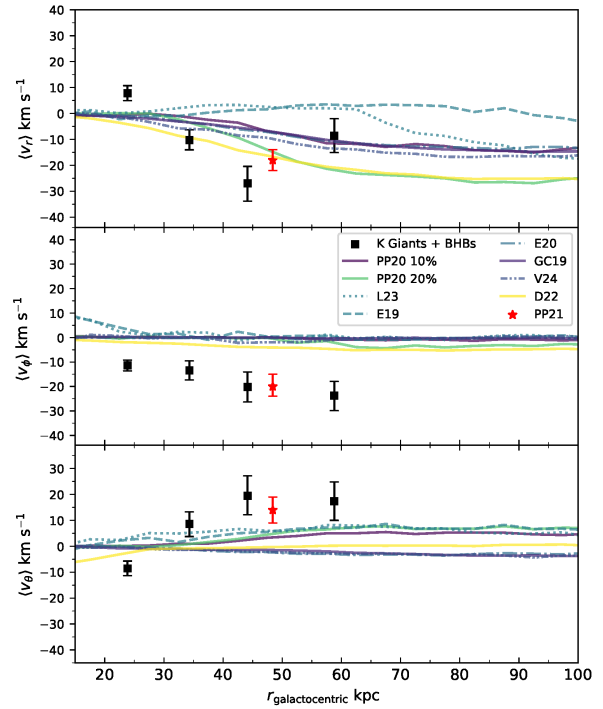 40
30
20
10
0
−10
−20
−30
−40
⟨v_r⟩ km s⁻¹
40
30
20
10
0
−10
−20
−30
−40
⟨v_ϕ⟩ km s⁻¹
K Giants + BHBs
PP20 10%
PP20 20%
L23
E19
E20
GC19
V24
D22
PP21
30
20
10
0
−10
−20
−30
−40
⟨v_θ⟩ km s⁻¹
20 30 40 50 60 70 80 90 100
r_galactocentric kpc